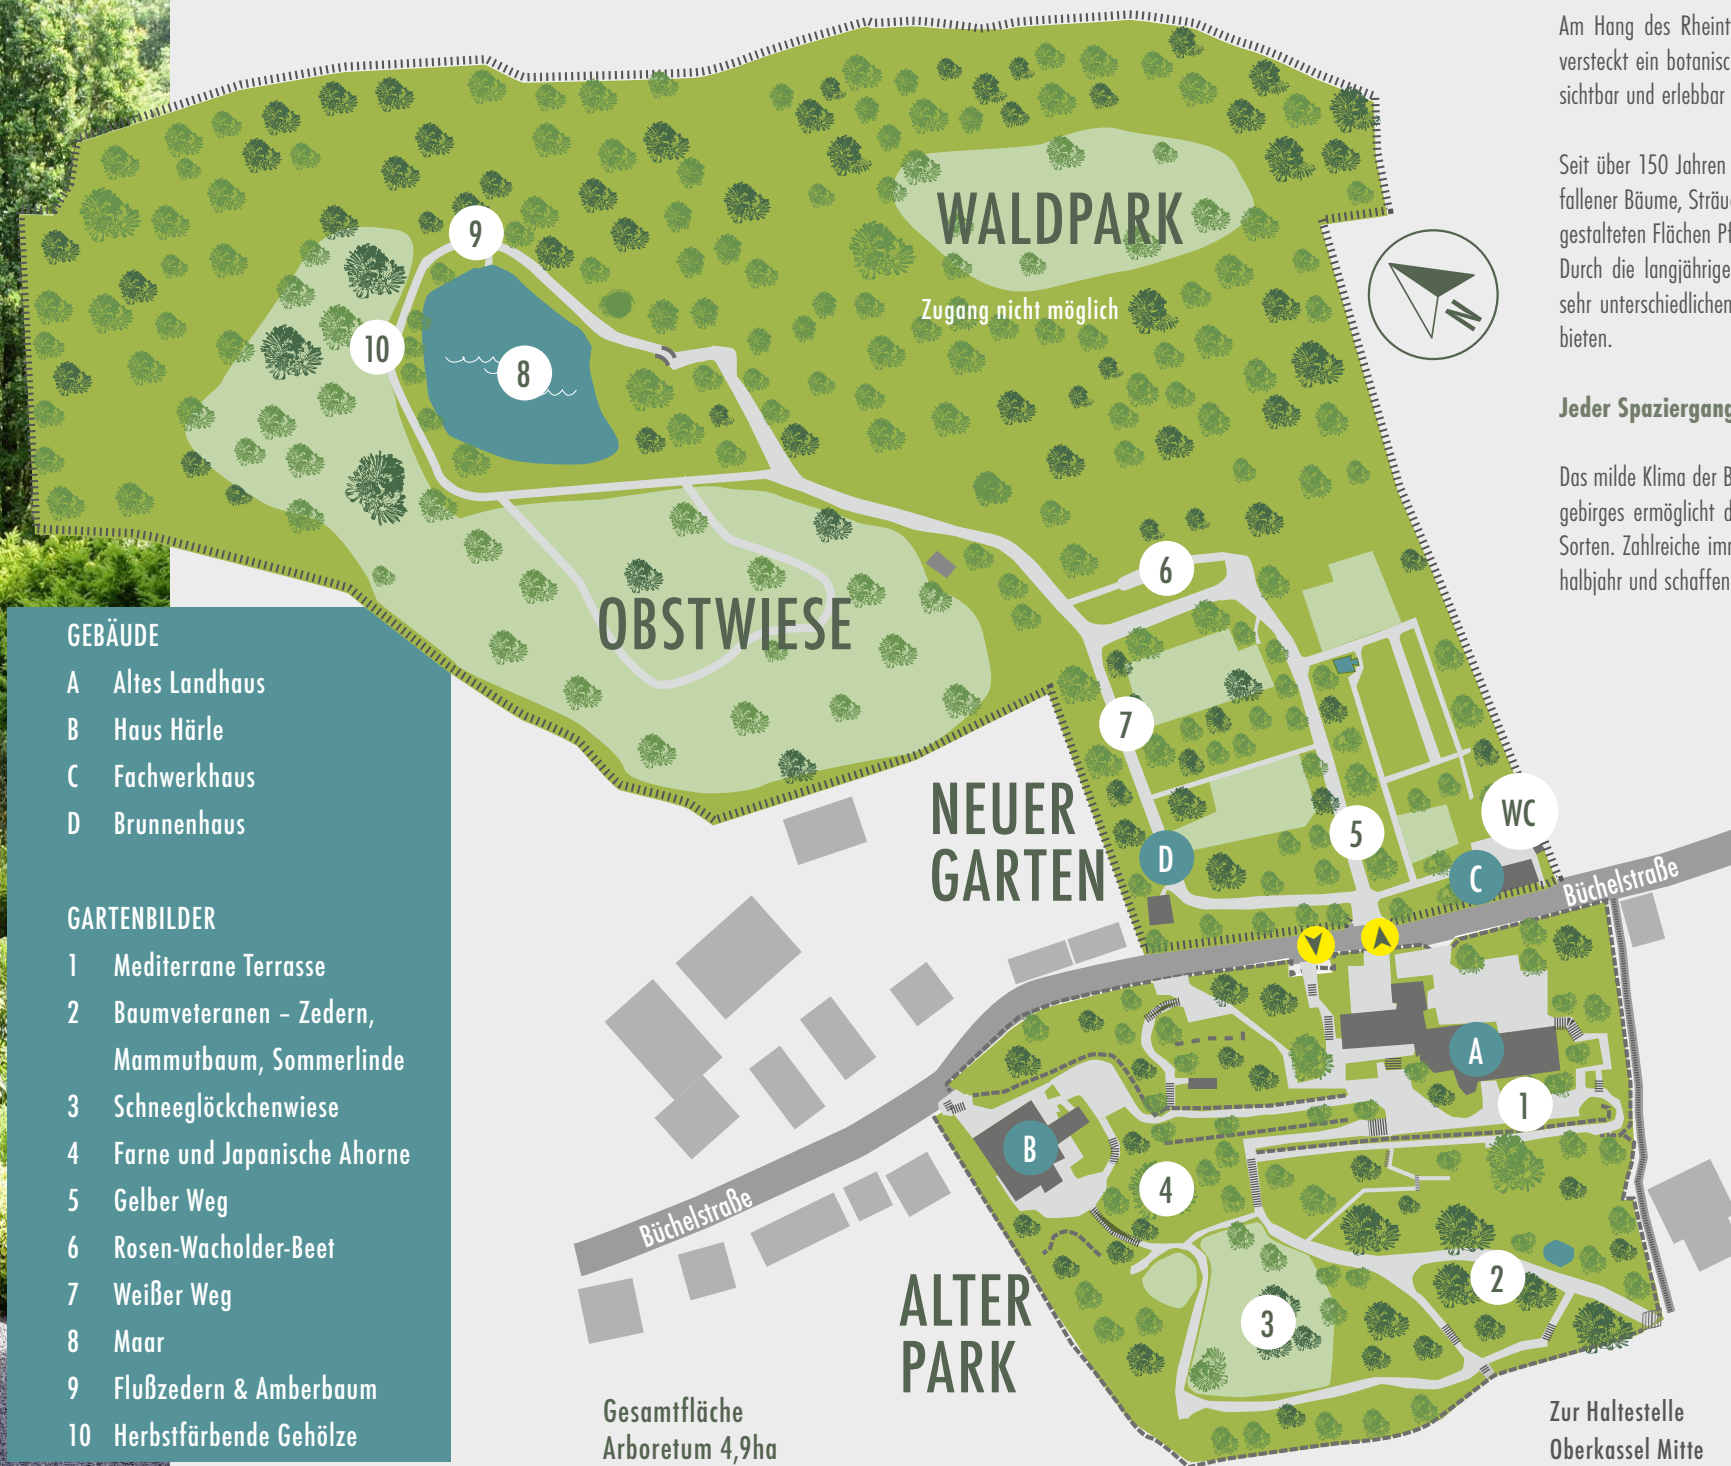 Am Hang des Rheint
versteckt ein botanisc
sichtbar und erlebbar
Seit über 150 Jahren
fallener Bäume, Sträu
gestalteten Flächen Pf
Durch die langjährige
sehr unterschiedlichen
bieten.
Jeder Spaziergang
Das milde Klima der B
gebirges ermöglicht d
Sorten. Zahlreiche imm
halbjahr und schaffen
WALDPARK
Zugang nicht möglich
N
9
10
8
6
OBSTWIESE
7
NEUER
GARTEN
5
WC
D
C
Büchelstraße
A
1
B
4
Büchelstraße
2
3
ALTER
PARK
GEBÄUDE
A Altes Landhaus
B Haus Härle
C Fachwerkhaus
D Brunnenhaus
GARTENBILDER
1 Mediterrane Terrasse
2 Baumveteranen – Zedern,
Mammutbaum, Sommerlinde
3 Schneeglöckchenwiese
4 Farne und Japanische Ahorne
5 Gelber Weg
6 Rosen-Wacholder-Beet
7 Weißer Weg
8 Maar
9 Flußzedern & Amberbaum
10 Herbstfärbende Gehölze
Gesamtfläche
Arboretum 4,9ha
Zur Haltestelle
Oberkassel Mitte